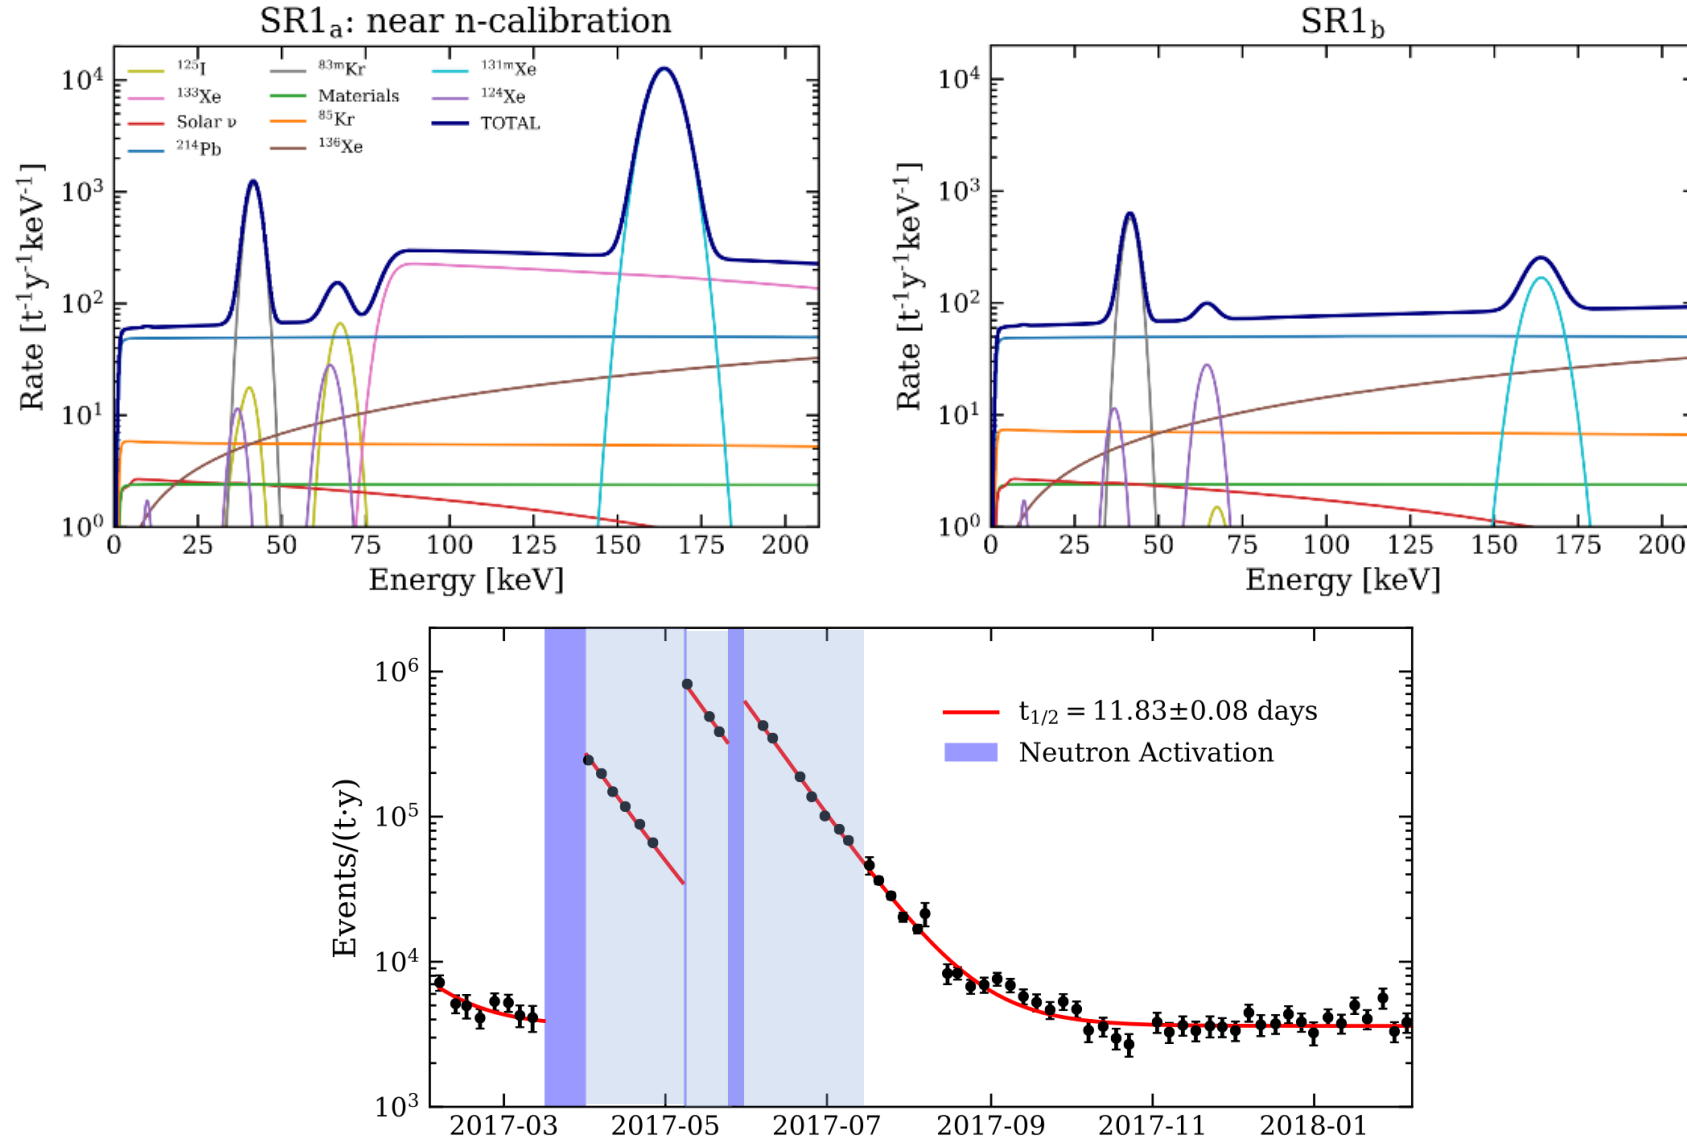 SR1a: near n-calibration
125I
83mKr
131mXe
133Xe
Materials
124Xe
Solar ν
85Kr
TOTAL
214Pb
136Xe
Rate [t-1y-1keV-1]
10^4
10^3
10^2
10^1
10^0
0 25 50 75 100 125 150 175 200
Energy [keV]
SR1b
Rate [t-1y-1keV-1]
10^4
10^3
10^2
10^1
10^0
0 25 50 75 100 125 150 175 200
Energy [keV]
Events/(t·y)
10^6
10^5
10^4
10^3
t1/2 = 11.83±0.08 days
Neutron Activation
2017-03 2017-05 2017-07 2017-09 2017-11 2018-01